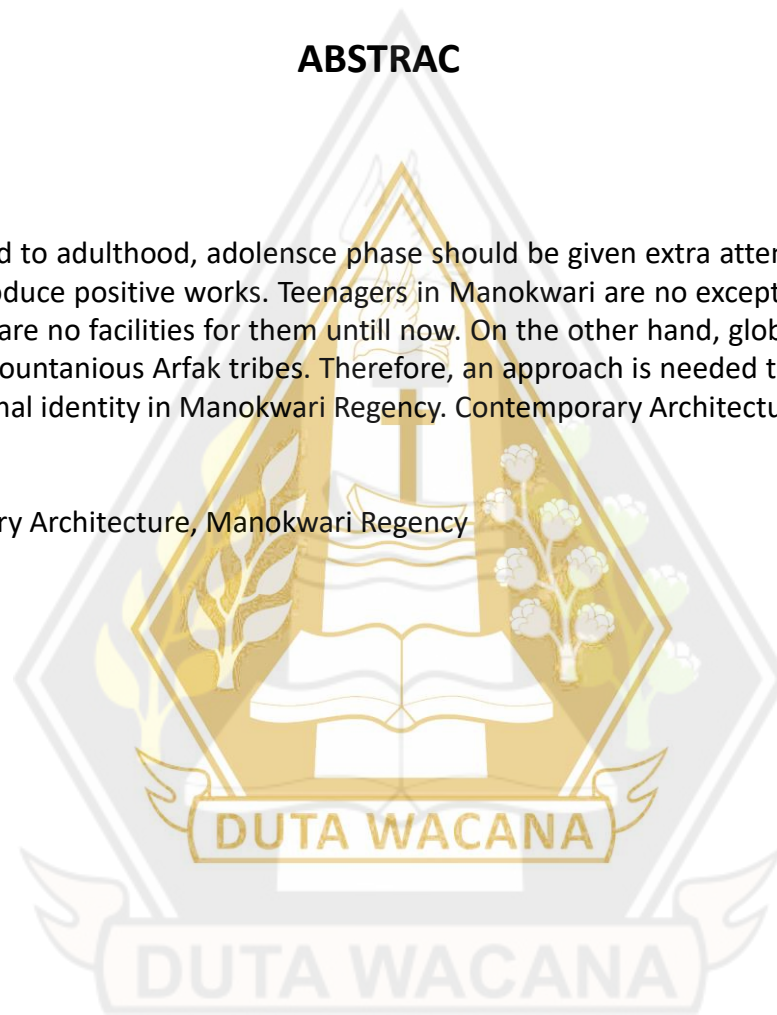 ABSTRAC
d to adulthood, adolensce phase should be given extra atter
oduce positive works. Teenagers in Manokwari are no except
are no facilities for them untill now. On the other hand, glob
ountanious Arfak tribes. Therefore, an approach is needed t
nal identity in Manokwari Regency. Contemporary Architectu
ry Architecture, Manokwari Regency
DUTA WACANA
DUTA WACANA